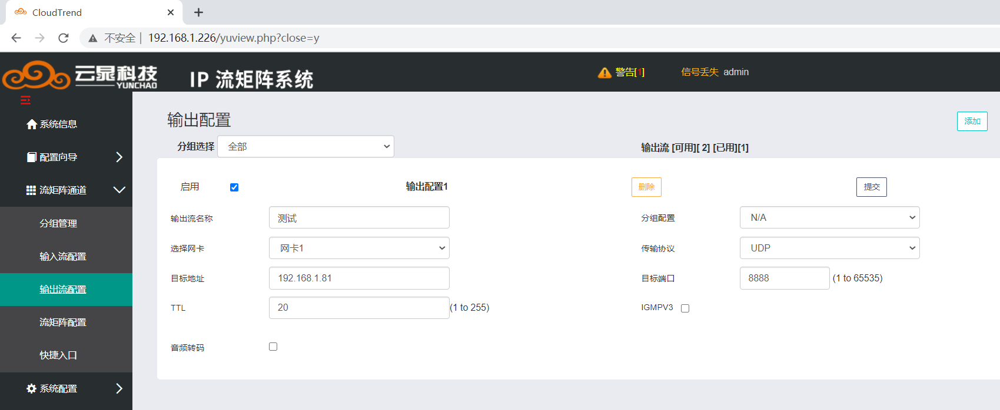 CloudTrend
不安全 | 192.168.1.226/yuview.php?close=y
云晁科技
YUNCHAO
IP 流矩阵系统
警告[1]
信号丢失 admin
系统信息
配置向导
流矩阵通道
分组管理
输入流配置
输出流配置
流矩阵配置
快捷入口
系统配置
输出配置
添加
分组选择 全部
输出流 [可用][ 2] [已用][1]
启用 输出配置1 删除 提交
输出流名称 测试 分组配置 N/A
选择网卡 网卡1 传输协议 UDP
目标地址 192.168.1.81 目标端口 8888 (1 to 65535)
TTL 20 (1 to 255) IGMPV3
音频转码